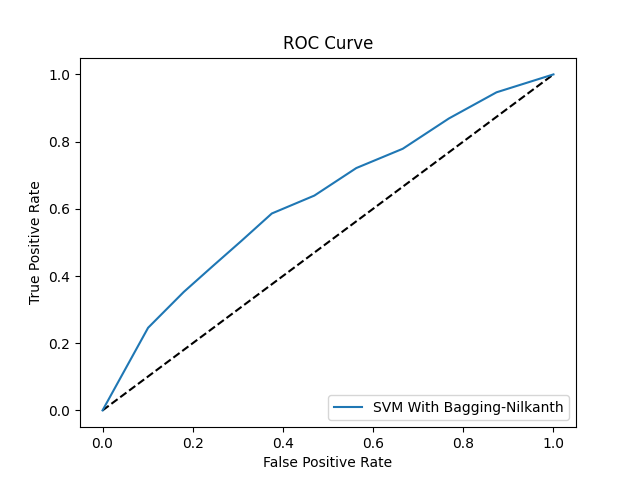 ROC Curve
1.0
0.8
0.6
0.4
0.2
0.0
True Positive Rate
SVM With Bagging-Nilkanth
0.0 0.2 0.4 0.6 0.8 1.0
False Positive Rate